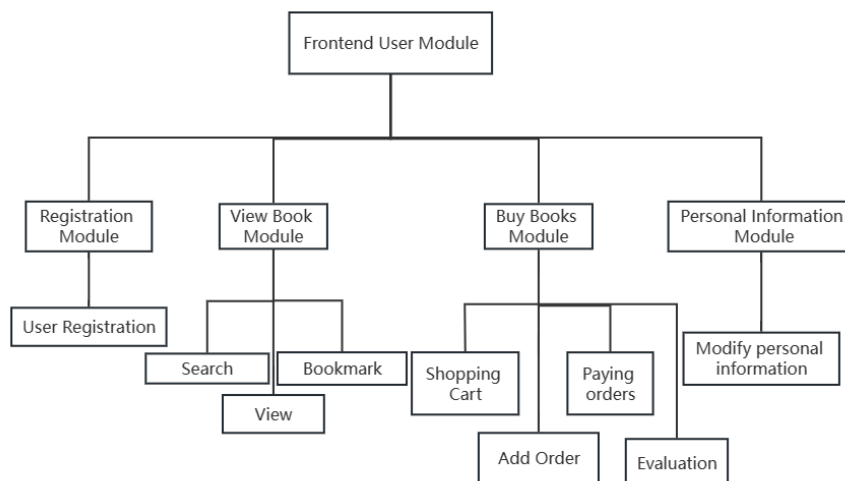 Frontend User Module
Registration
Module
View Book
Module
Buy Books
Module
Personal Information
Module
User Registration
Search
Bookmark
View
Shopping
Cart
Paying
orders
Modify personal
information
Add Order
Evaluation